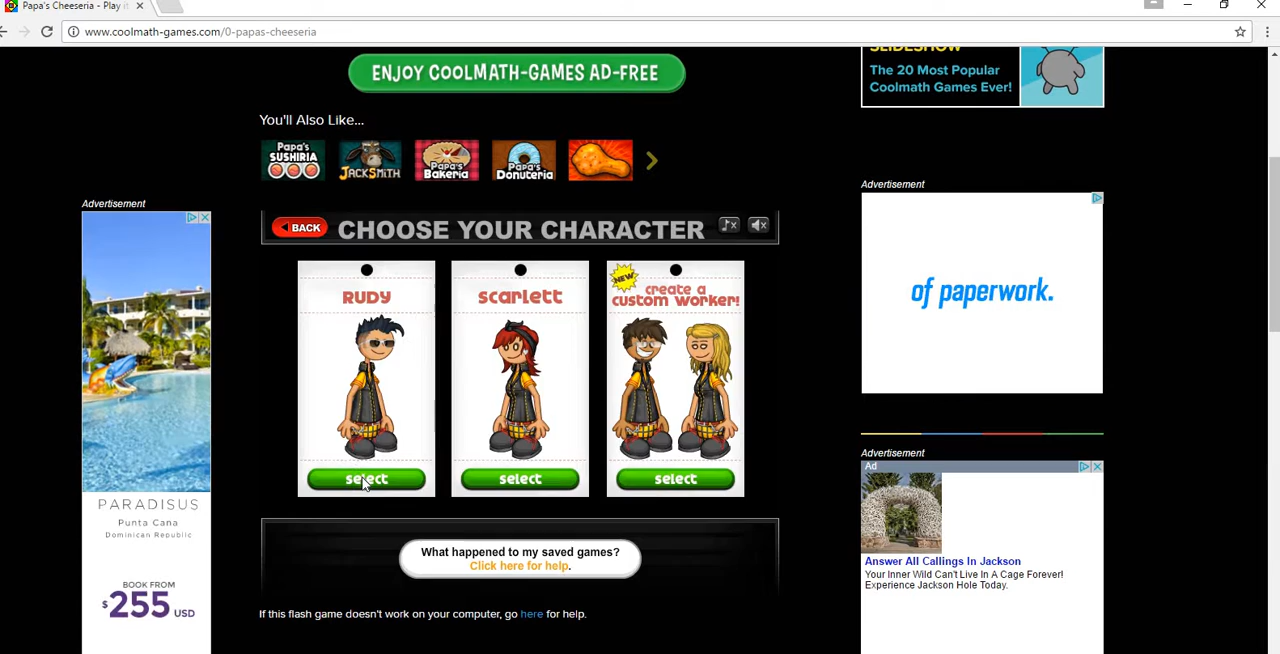 Papa's Cheeseria - Play it
www.coolmath-games.com/0-papas-cheeseria
ENJOY COOLMATH-GAMES AD-FREE
SLIDESHOW
The 20 Most Popular
Coolmath Games Ever!
You'll Also Like...
Papa's
SUSHIRIA
JACKSMITH
Papa's
Bakeria
Papa's
Donuteria
Advertisement
Advertisement
BACK
CHOOSE YOUR CHARACTER
RUDY
scarlett
NEW
create a
custom worker!
of paperwork.
select
select
select
Advertisement
Ad
PARADISUS
Punta Cana
Dominican Republic
BOOK FROM
$255 USD
What happened to my saved games?
Click here for help.
Answer All Callings In Jackson
Your Inner Wild Can't Live In A Cage Forever!
Experience Jackson Hole Today.
If this flash game doesn't work on your computer, go here for help.